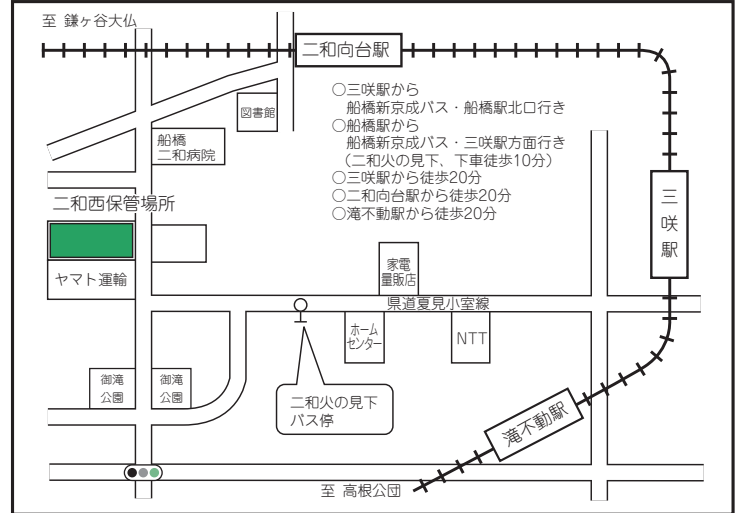 至 鎌ヶ谷大仏
二和向台駅
○三咲駅から
船橋新京成バス・船橋駅北口行き
○船橋駅から
船橋新京成バス・三咲駅方面行き
（二和火の見下、下車徒歩10分）
○三咲駅から徒歩20分
○二和向台駅から徒歩20分
○滝不動駅から徒歩20分
図書館
船橋
二和病院
三咲駅
二和西保管場所
ヤマト運輸
家電
量販店
県道夏見小室線
ホーム
センター
NTT
御滝
公園
御滝
公園
二和火の見下
バス停
滝不動駅
至 高根公団